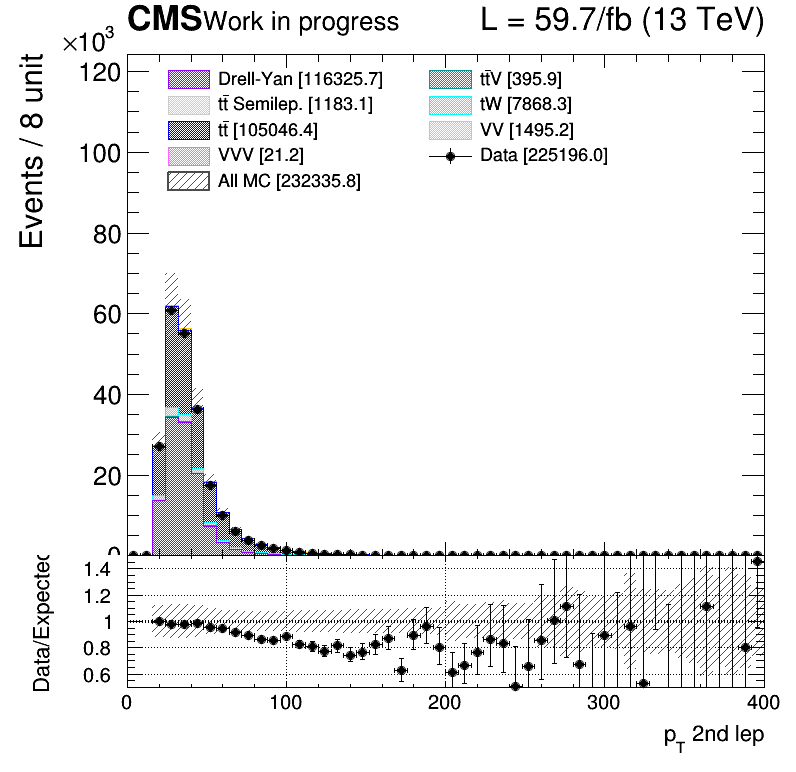 CMS Work in progress L = 59.7/fb (13 TeV)
×10³
Events / 8 unit
120
100
80
60
40
20
0
Drell-Yan [116325.7]
tt̄ Semilep. [1183.1]
tt̄ [105046.4]
VVV [21.2]
All MC [232335.8]
tt̄V [395.9]
tW [7868.3]
VV [1495.2]
Data [225196.0]
Data/Expected
1.4
1.2
1
0.8
0.6
0 100 200 300 400
p_T 2nd lep